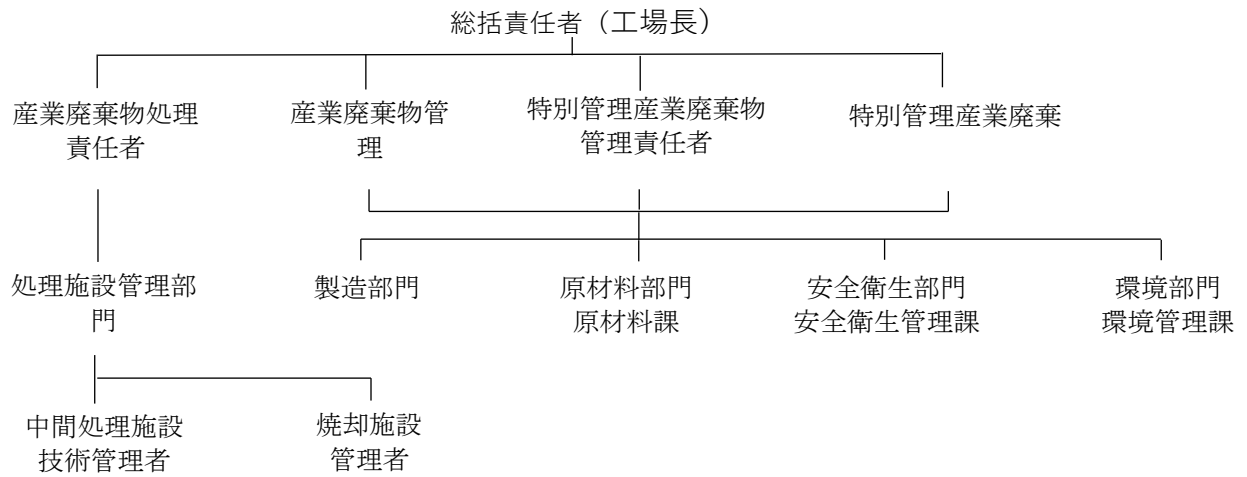 総括責任者（工場長）
産業廃棄物処理
責任者
産業廃棄物管
理
特別管理産業廃棄物
管理責任者
特別管理産業廃棄
処理施設管理部
門
製造部門
原材料部門
原材料課
安全衛生部門
安全衛生管理課
環境部門
環境管理課
中間処理施設
技術管理者
焼却施設
管理者